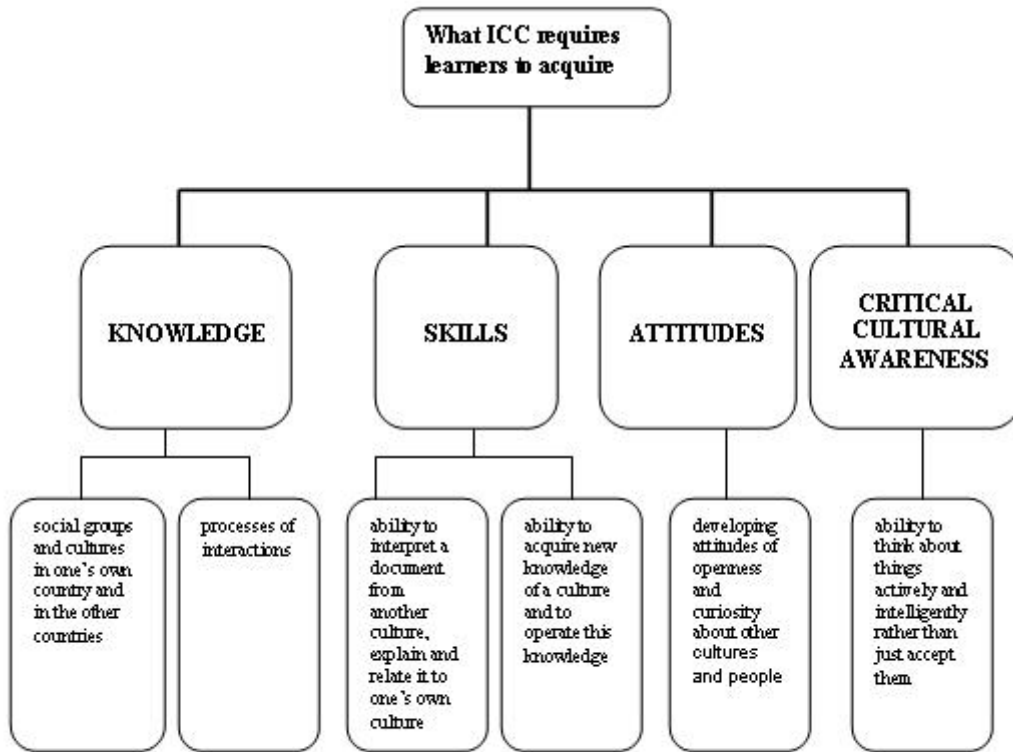 What ICC requires
learners to acquire
KNOWLEDGE
SKILLS
ATTITUDES
CRITICAL
CULTURAL
AWARENESS
social groups
and cultures
in one's own
country and
in the other
countries
processes of
interactions
ability to
interpret a
document
from
another
culture,
explain and
relate it to
one's own
culture
ability to
acquire new
knowledge
of a culture
and to
operate this
knowledge
developing
attitudes of
openness
and
curiosity
about other
cultures
and people
ability to
think about
things
actively and
intelligently
rather than
just accept
them